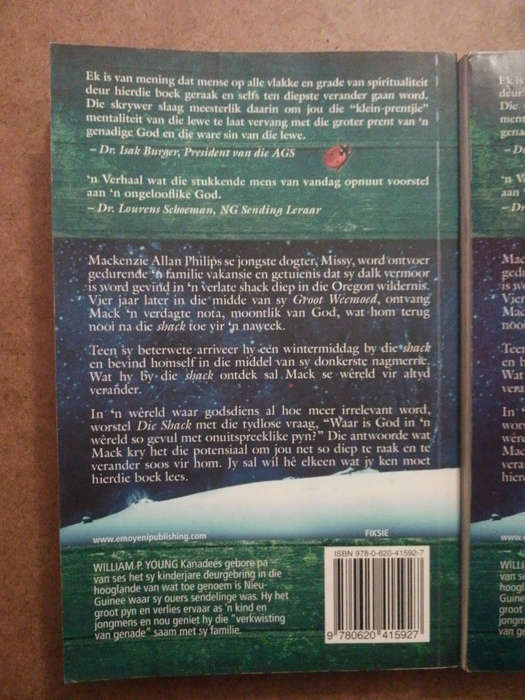 Ek is van mening dat mense op alle vlakke en grade van spiritualiteit
deur hierdie boek geraak en selfs ten diepste verander gaan word.
Die skrywer slaag meesterlik daarin om jou die "klein-prentjie"
mentaliteit van die lewe te laat vervang met die groter prent van 'n
genadige God en die ware sin van die lewe.
– Dr. Isak Burger, President van die AGS
'n Verhaal wat die stukkende mens van vandag opnuut voorstel
aan 'n ongelooflike God.
– Dr. Lourens Schoeman, NG Sending Leraar
Mackenzie Allan Philips se jongste dogter, Missy, word ontvoer
gedurende 'n familie vakansie en getuienis dat sy dalk vermoor
is word gevind in 'n verlate shack diep in die Oregon wildernis.
Vier jaar later in die midde van sy Groot Weemoed, ontvang
Mack 'n verdagte nota, moontlik van God, wat hom terug
nooi na die shack toe vir 'n naweek.
Teen sy beterwete arriveer hy een wintermiddag by die shack
en bevind homself in die middel van sy donkerste nagmerrie.
Wat hy by die shack ontdek sal Mack se wêreld vir altyd
verander.
In 'n wêreld waar godsdiens al hoe meer irrelevant word,
worstel Die Shack met die tydlose vraag, "Waar is God in 'n
wêreld so gevul met onuitspreeklike pyn?" Die antwoorde wat
Mack kry het die potensiaal om jou net so diep te raak en te
verander soos vir hom. Jy sal wil hê elkeen wat jy ken moet
hierdie boek lees.
www.emoyenipublishing.com
FIKSIE
ISBN 978-0-620-41592-7
9 780620 415927
WILLIAM P. YOUNG Kanadees gebore pa
van ses het sy kinderjare deurgebring in die
hooglande van wat toe genoem is Nieu-
Guinee waar sy ouers sendelinge was. Hy het
groot pyn en verlies ervaar as 'n kind en
jongmens en nou geniet hy die "verkwisting
van genade" saam met sy familie.